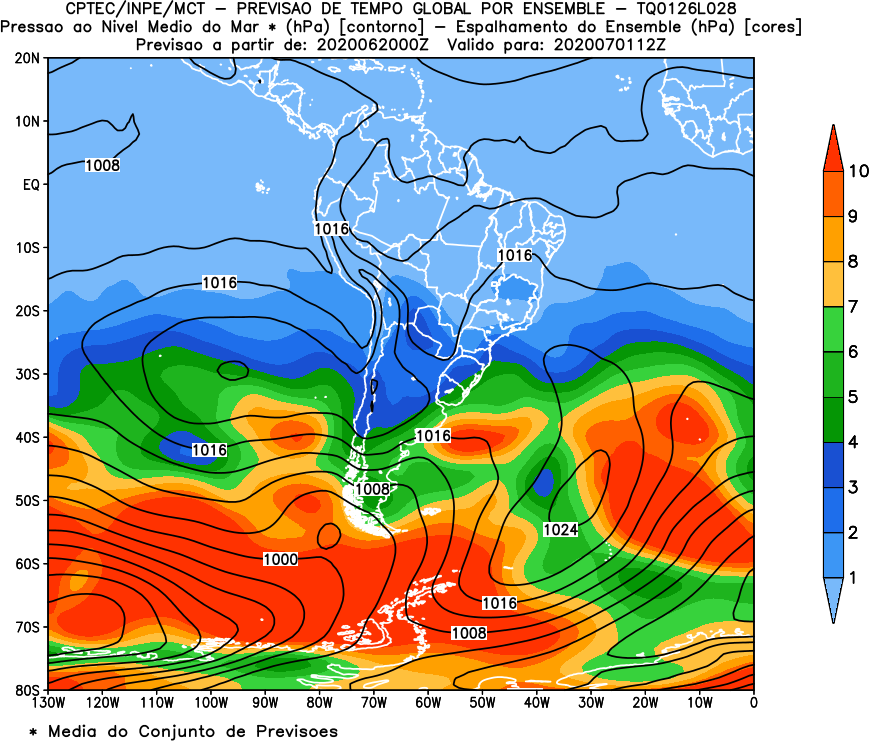 CPTEC/INPE/MCT – PREVISAO DE TEMPO GLOBAL POR ENSEMBLE – TQ0126L028
Pressao ao Nivel Medio do Mar * (hPa) [contorno] – Espalhamento do Ensemble (hPa) [cores]
Previsao a partir de: 2020062000Z Valido para: 2020070112Z
20N
10N
EQ
10S
20S
30S
40S
50S
60S
70S
80S
1008
1016
1016
1016
1016
1016
1008
1024
1000
1016
1008
130W 120W 110W 100W 90W 80W 70W 60W 50W 40W 30W 20W 10W 0
10
9
8
7
6
5
4
3
2
1
* Media do Conjunto de Previsoes